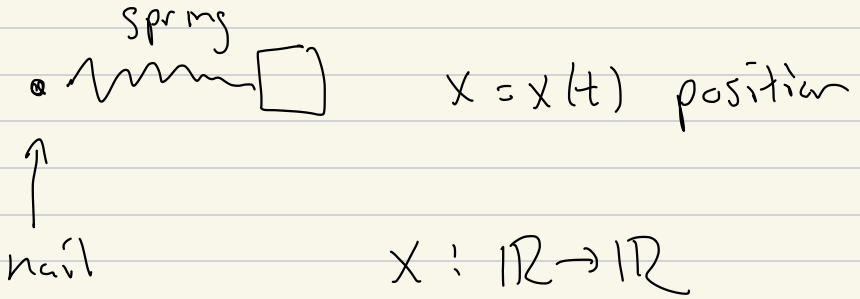 spring
x = x(t) position
nail
X : ℝ → ℝ